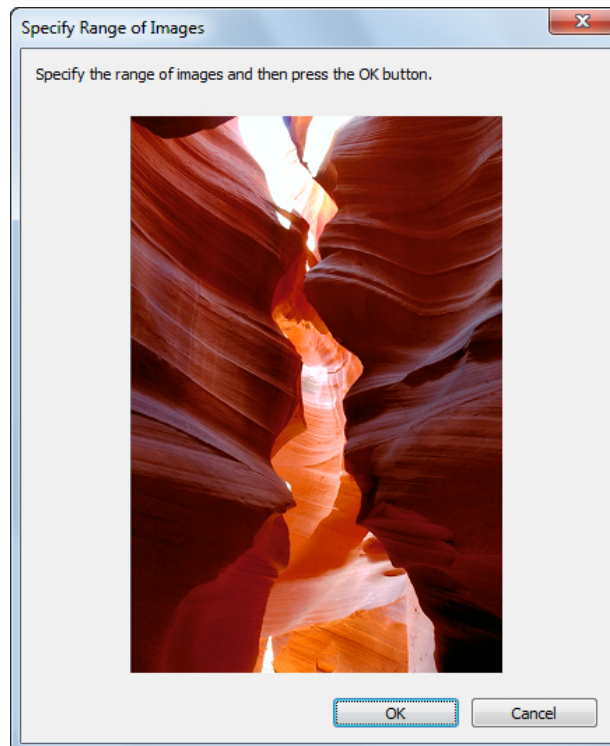 Specify Range of Images
Specify the range of images and then press the OK button.
OK
Cancel